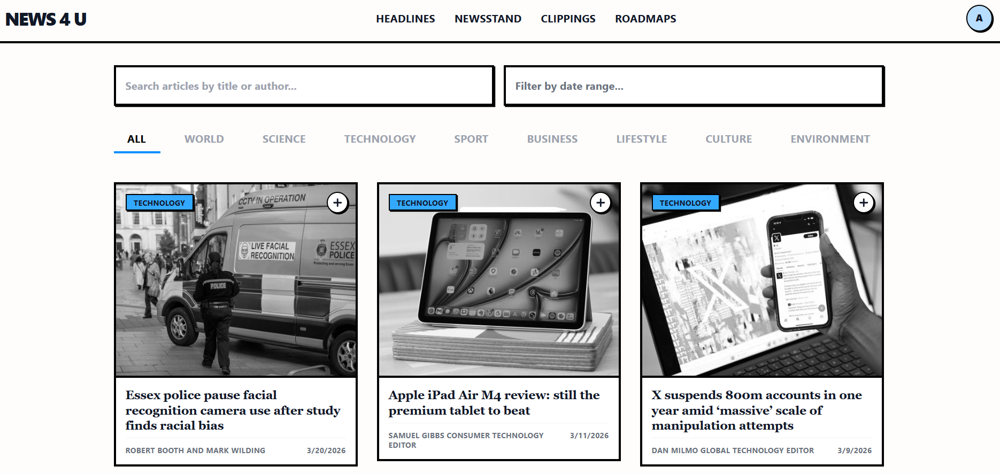 NEWS 4 U
HEADLINES NEWSSTAND CLIPPINGS ROADMAPS
A
Search articles by title or author...
Filter by date range...
ALL WORLD SCIENCE TECHNOLOGY SPORT BUSINESS LIFESTYLE CULTURE ENVIRONMENT
TECHNOLOGY
CCTV IN OPERATION
LIVE FACIAL
RECOGNITION
ESSEX
POLICE
Protecting and serving Essex
POLICE
Essex police pause facial
recognition camera use after study
finds racial bias
ROBERT BOOTH AND MARK WILDING 3/20/2026
TECHNOLOGY
Apple iPad Air M4 review: still the
premium tablet to beat
SAMUEL GIBBS CONSUMER TECHNOLOGY
EDITOR
3/11/2026
TECHNOLOGY
X suspends 800m accounts in one
year amid ‘massive’ scale of
manipulation attempts
DAN MILMO GLOBAL TECHNOLOGY EDITOR 3/9/2026